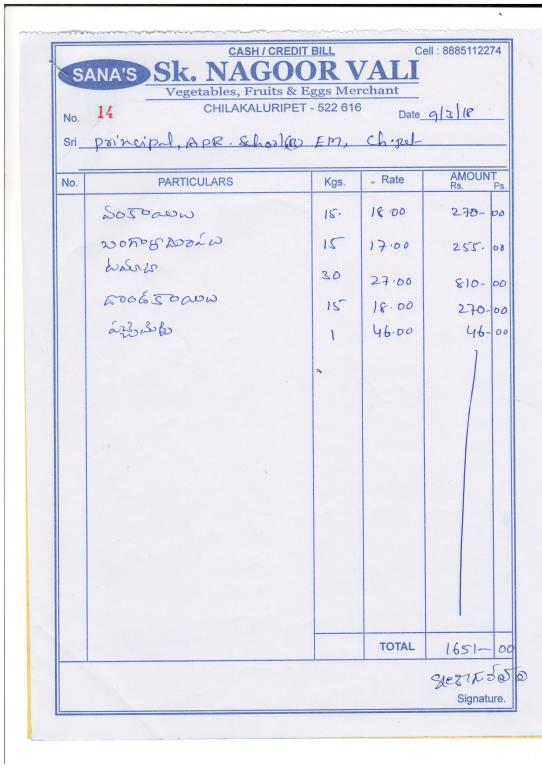 CASH / CREDIT BILL Cell : 8885112274
SANA'S Sk. NAGOOR VALI
Vegetables, Fruits & Eggs Merchant
CHILAKALURIPET - 522 616
No. 14 Date 9/3/18
Sri Principal, APR. School(B) EM, Ch.pet
No. PARTICULARS Kgs. Rate AMOUNT
Rs. Ps.
వంకాయలు 15. 18.00 270-00
బంగాళాదుంపలు 15 17.00 255.00
టమాటా 30 27.00 810-00
దొండకాయలు 15 18.00 270-00
పచ్చిమిర్చి 1 46.00 46-00
TOTAL 1651-00
Signature.